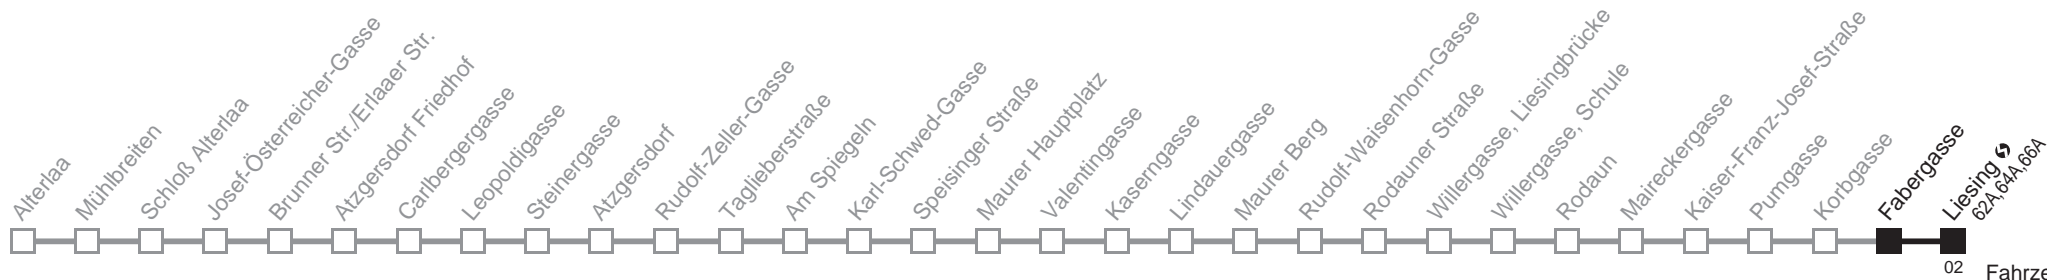 Alterlaa
Mühlbreiten
Schloß Alterlaa
Josef-Österreicher-Gasse
Brunner Str./Erlaaer Str.
Atzgersdorf Friedhof
Carlbergergasse
Leopoldigasse
Steinergasse
Atzgersdorf
Rudolf-Zeller-Gasse
Taglieberstraße
Am Spiegeln
Karl-Schwed-Gasse
Speisinger Straße
Maurer Hauptplatz
Valentingasse
Kaserngasse
Lindauergasse
Maurer Berg
Rudolf-Waisenhorn-Gasse
Rodauner Straße
Willergasse, Liesingbrücke
Willergasse, Schule
Rodaun
Maireckergasse
Kaiser-Franz-Josef-Straße
Pumgasse
Korbgasse
Fabergasse
Liesing
62A,64A,66A
02
Fahrze